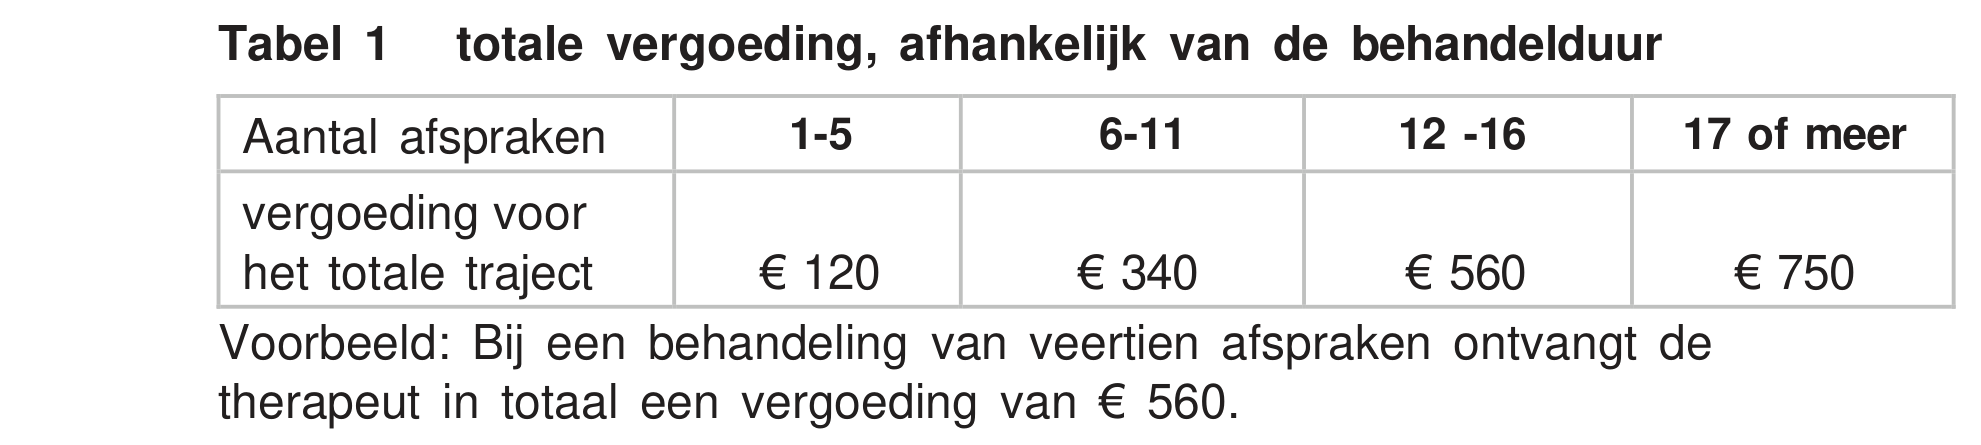 Tabel 1 totale vergoeding, afhankelijk van de behandelduur
Aantal afspraken 1-5 6-11 12 -16 17 of meer
vergoeding voor
het totale traject € 120 € 340 € 560 € 750
Voorbeeld: Bij een behandeling van veertien afspraken ontvangt de
therapeut in totaal een vergoeding van € 560.